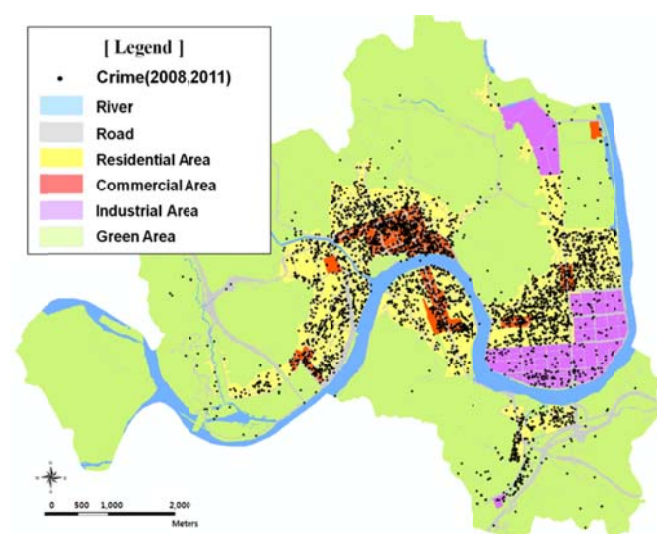 [ Legend ]
Crime(2008,2011)
River
Road
Residential Area
Commercial Area
Industrial Area
Green Area
0 500 1,000 2,000
Meters